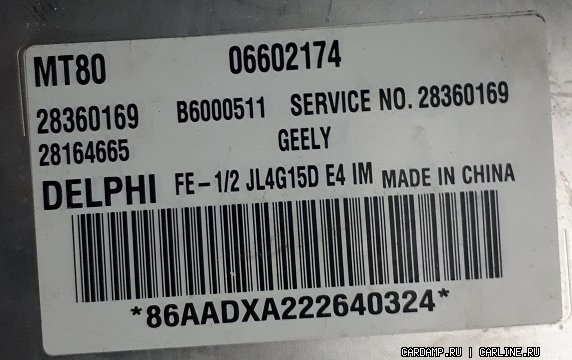 MT80 06602174
28360169 B6000511 SERVICE NO. 28360169
28164665 GEELY
DELPHI FE-1/2 JL4G15D E4 IM MADE IN CHINA
*86AADXA222640324*
CARDAMP.RU | CARLINE.RU